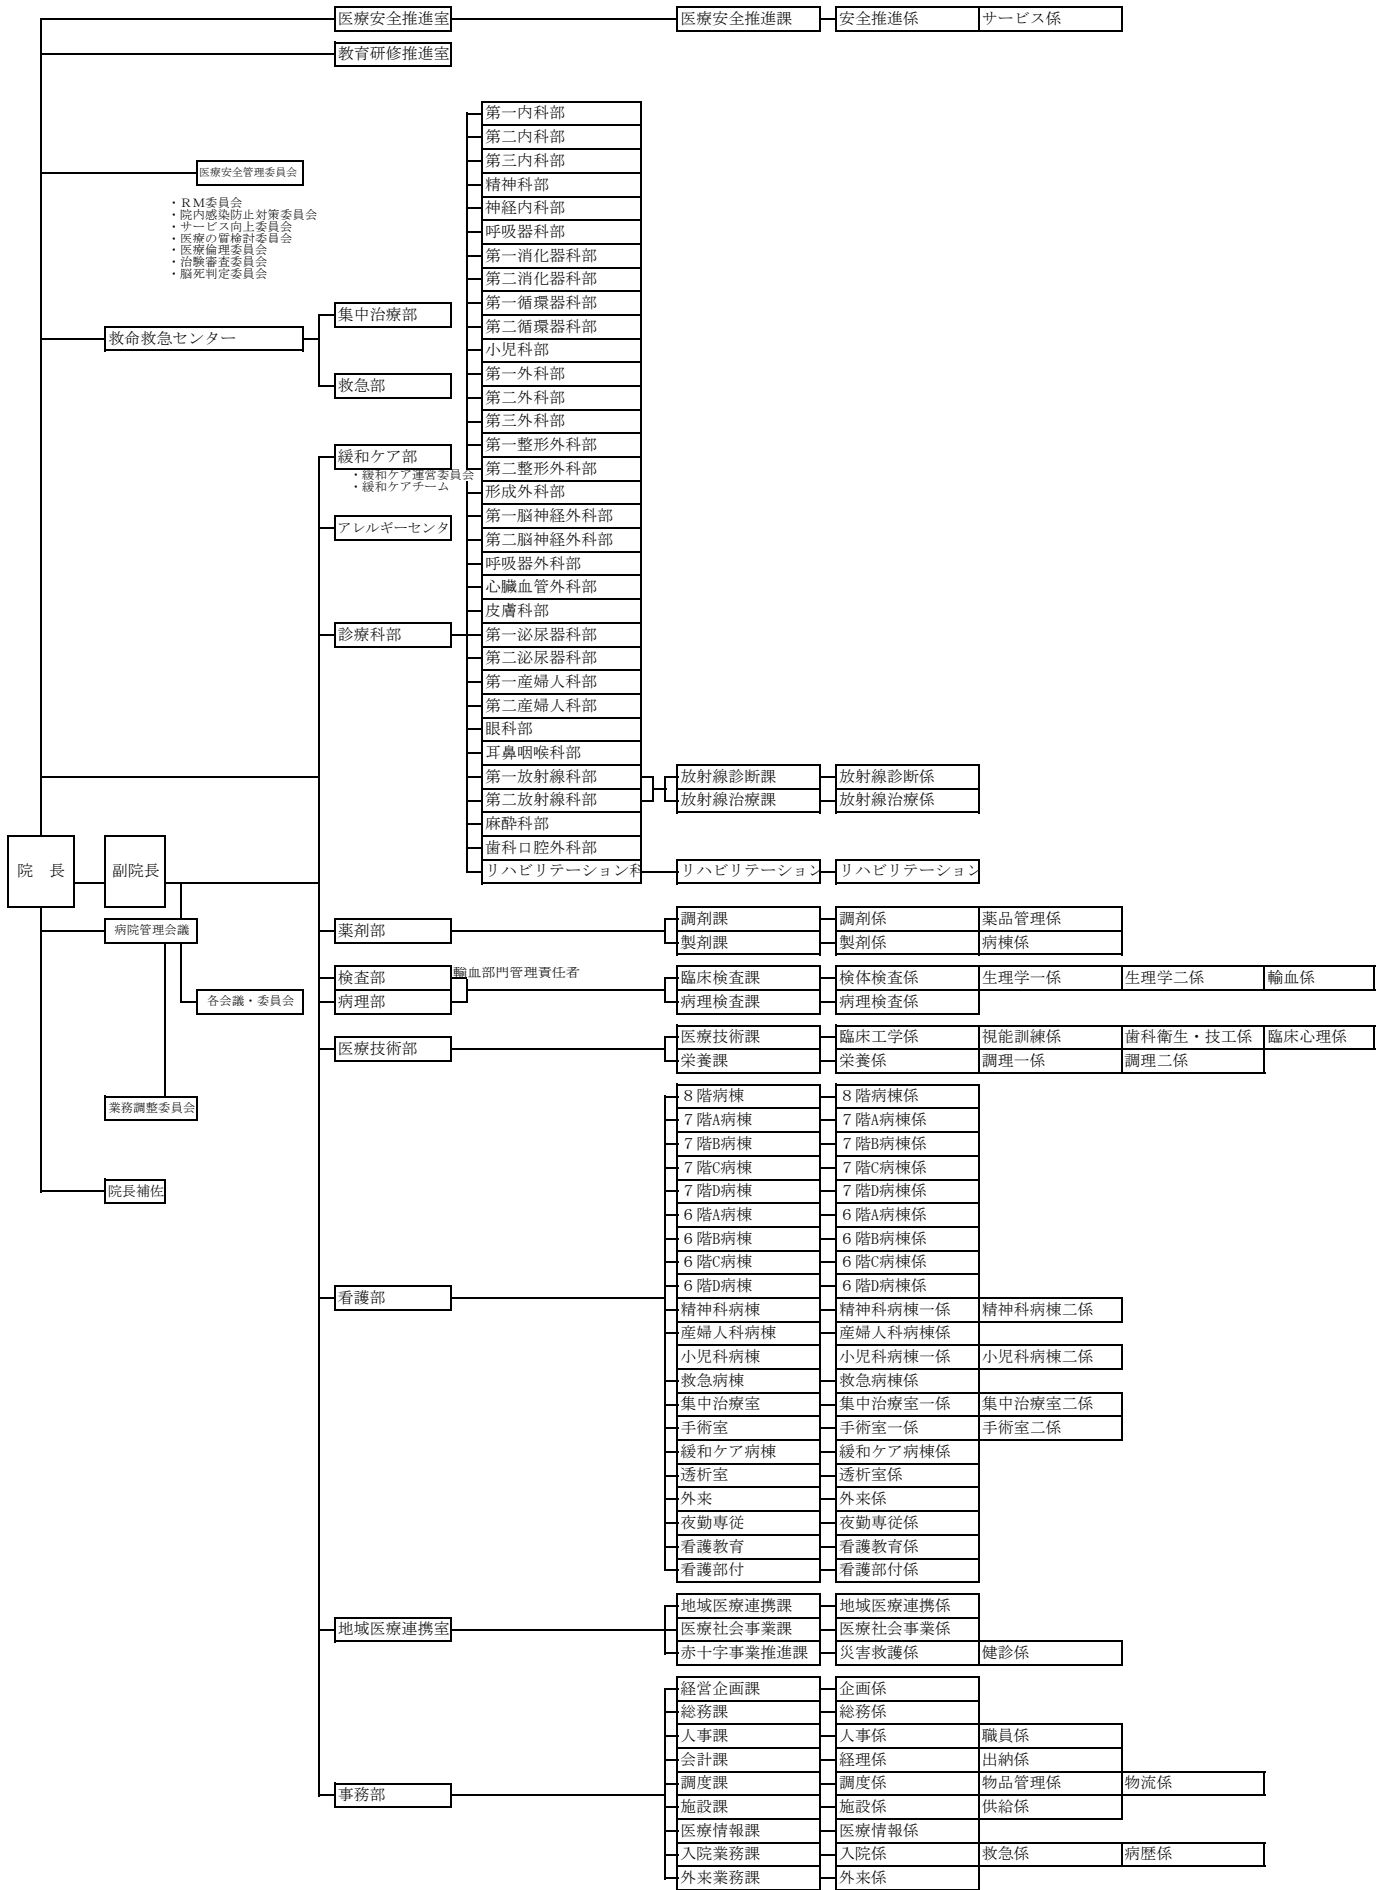 医療安全推進室 医療安全推進課 安全推進係 サービス係
教育研修推進室
第一内科部
第二内科部
第三内科部
医療安全管理委員会
精神科部
・RM委員会
・院内感染防止対策委員会
・サービス向上委員会
・医療の質検討委員会
・医療倫理委員会
・治験審査委員会
・脳死判定委員会
神経内科部
呼吸器科部
第一消化器科部
第二消化器科部
第一循環器科部
集中治療部
第二循環器科部
救命救急センター
小児科部
第一外科部
救急部
第二外科部
第三外科部
第一整形外科部
緩和ケア部
・緩和ケア運営委員会
・緩和ケアチーム
第二整形外科部
形成外科部
第一脳神経外科部
アレルギーセンタ
第二脳神経外科部
呼吸器外科部
心臓血管外科部
皮膚科部
診療科部 第一泌尿器科部
第二泌尿器科部
第一産婦人科部
第二産婦人科部
眼科部
耳鼻咽喉科部
第一放射線科部 放射線診断課 放射線診断係
第二放射線科部 放射線治療課 放射線治療係
麻酔科部
歯科口腔外科部
院　長 副院長 リハビリテーション科 リハビリテーション リハビリテーション
調剤課 調剤係 薬品管理係
病院管理会議 薬剤部
製剤課 製剤係 病棟係
検査部 輸血部門管理責任者 臨床検査課 検体検査係 生理学一係 生理学二係 輸血係
各会議・委員会 病理部 病理検査課 病理検査係
医療技術課 臨床工学係 視能訓練係 歯科衛生・技工係 臨床心理係
医療技術部
栄養課 栄養係 調理一係 調理二係
８階病棟 ８階病棟係
業務調整委員会
７階A病棟 ７階A病棟係
７階B病棟 ７階B病棟係
７階C病棟 ７階C病棟係
院長補佐 ７階D病棟 ７階D病棟係
６階A病棟 ６階A病棟係
６階B病棟 ６階B病棟係
６階C病棟 ６階C病棟係
６階D病棟 ６階D病棟係
看護部
精神科病棟 精神科病棟一係 精神科病棟二係
産婦人科病棟 産婦人科病棟係
小児科病棟 小児科病棟一係 小児科病棟二係
救急病棟 救急病棟係
集中治療室 集中治療室一係 集中治療室二係
手術室 手術室一係 手術室二係
緩和ケア病棟 緩和ケア病棟係
透析室 透析室係
外来 外来係
夜勤専従 夜勤専従係
看護教育 看護教育係
看護部付 看護部付係
地域医療連携課 地域医療連携係
地域医療連携室 医療社会事業課 医療社会事業係
赤十字事業推進課 災害救護係 健診係
経営企画課 企画係
総務課 総務係
人事課 人事係 職員係
会計課 経理係 出納係
調度課 調度係 物品管理係 物流係
事務部
施設課 施設係 供給係
医療情報課 医療情報係
入院業務課 入院係 救急係 病歴係
外来業務課 外来係